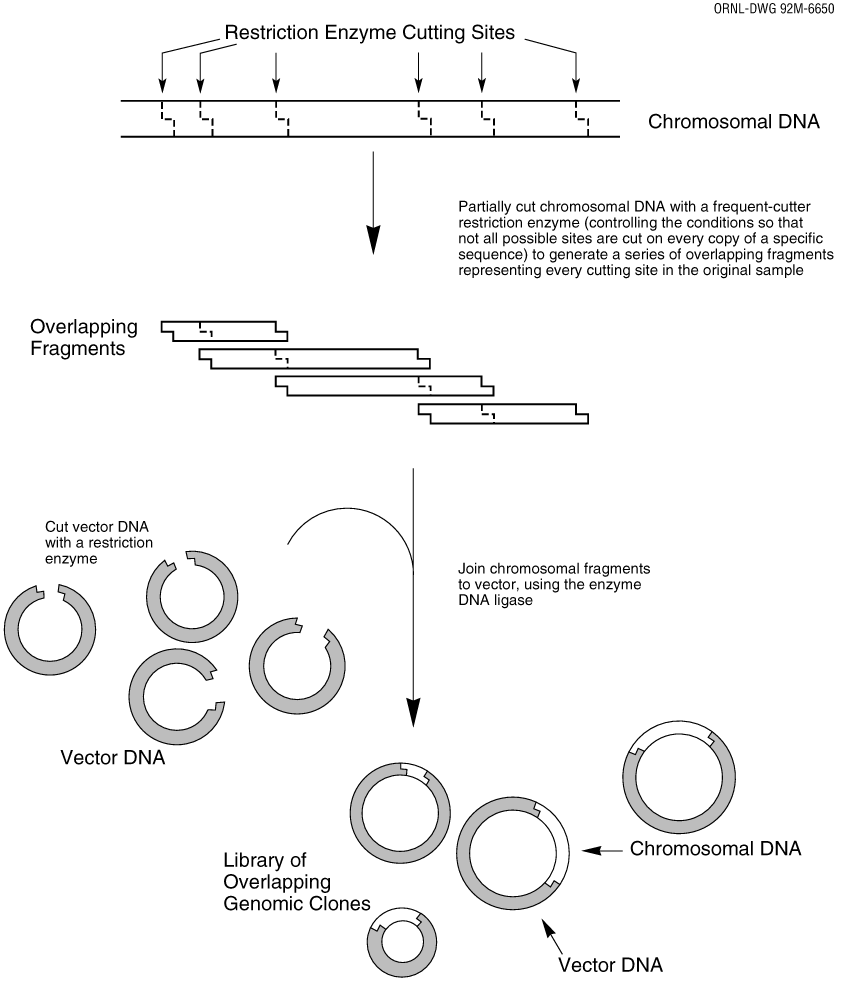 ORNL-DWG 92M-6650
Restriction Enzyme Cutting Sites
Chromosomal DNA
Partially cut chromosomal DNA with a frequent-cutter
restriction enzyme (controlling the conditions so that
not all possible sites are cut on every copy of a specific
sequence) to generate a series of overlapping fragments
representing every cutting site in the original sample
Overlapping
Fragments
Cut vector DNA
with a restriction
enzyme
Join chromosomal fragments
to vector, using the enzyme
DNA ligase
Vector DNA
Chromosomal DNA
Library of
Overlapping
Genomic Clones
Vector DNA